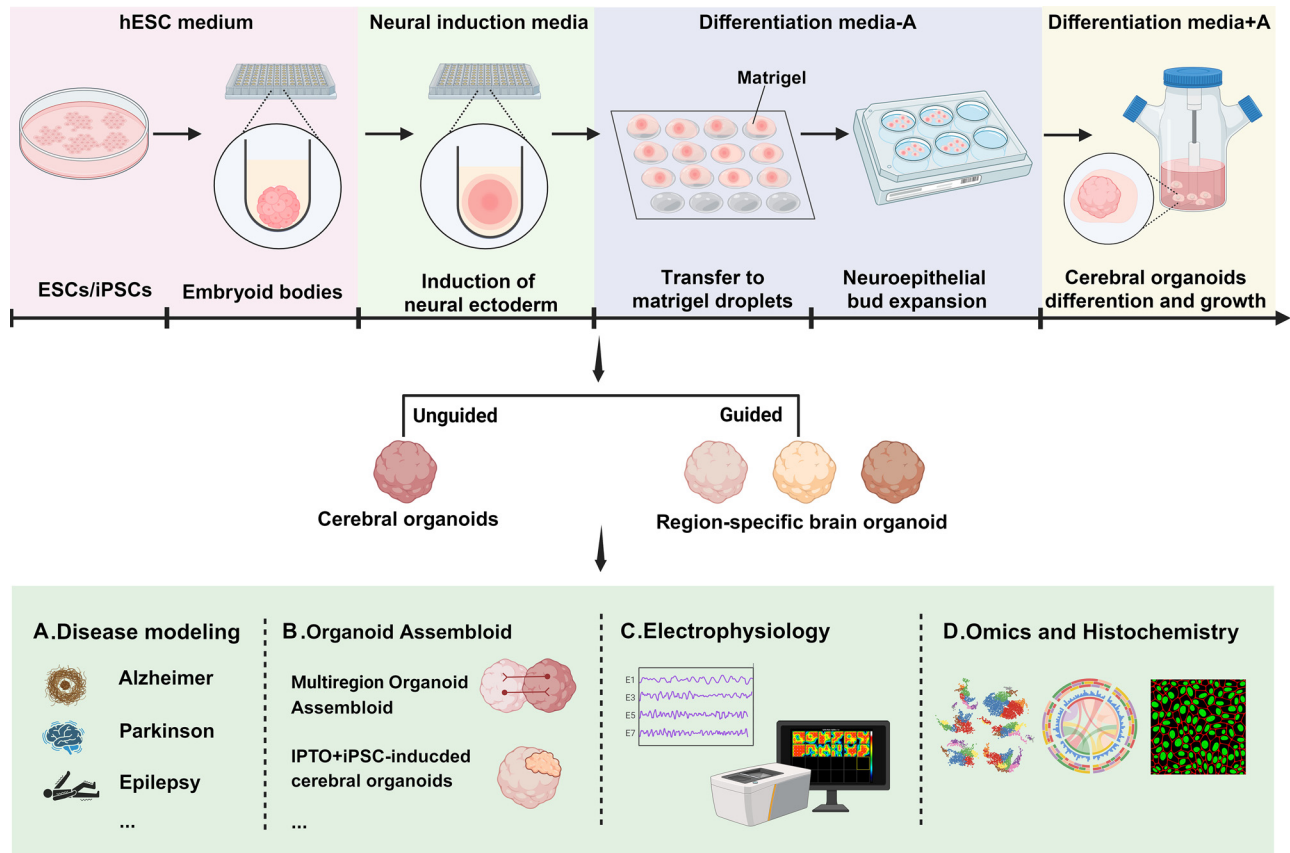 hESC medium
Neural induction media
Differentiation media-A
Differentiation media+A
Matrigel
ESCs/iPSCs
Embryoid bodies
Induction of
neural ectoderm
Transfer to
matrigel droplets
Neuroepithelial
bud expansion
Cerebral organoids
differention and growth
Unguided
Guided
Cerebral organoids
Region-specific brain organoid
A.Disease modeling
Alzheimer
Parkinson
Epilepsy
...
B.Organoid Assembloid
Multiregion Organoid
Assembloid
IPTO+iPSC-inducded
cerebral organoids
...
C.Electrophysiology
E1
E3
E5
E7
D.Omics and Histochemistry